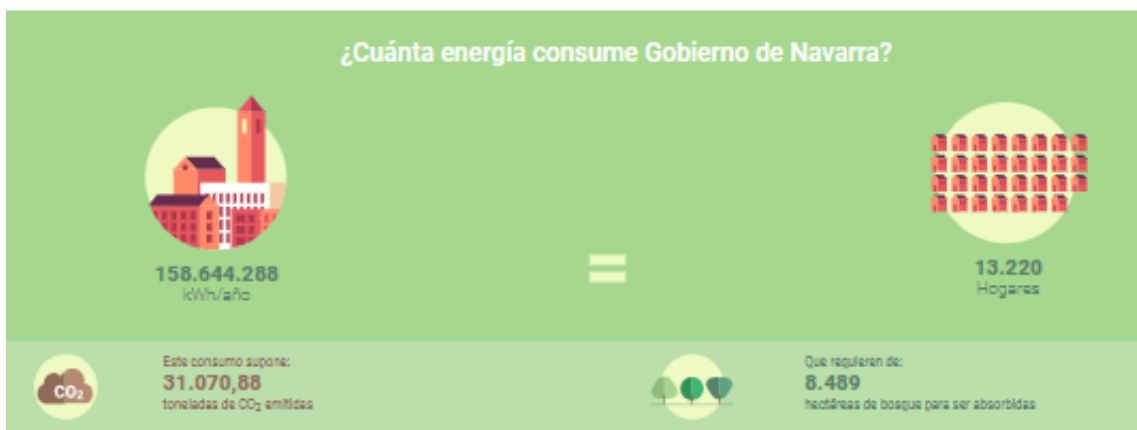 ¿Cuánta energía consume Gobierno de Navarra?
158.644.288
kWh/año
=
13.220
Hogares
CO₂
Este consumo supone:
31.070,88
toneladas de CO₂ emitidas
Que requieren de:
8.489
hectáreas de bosque para ser absorbidas